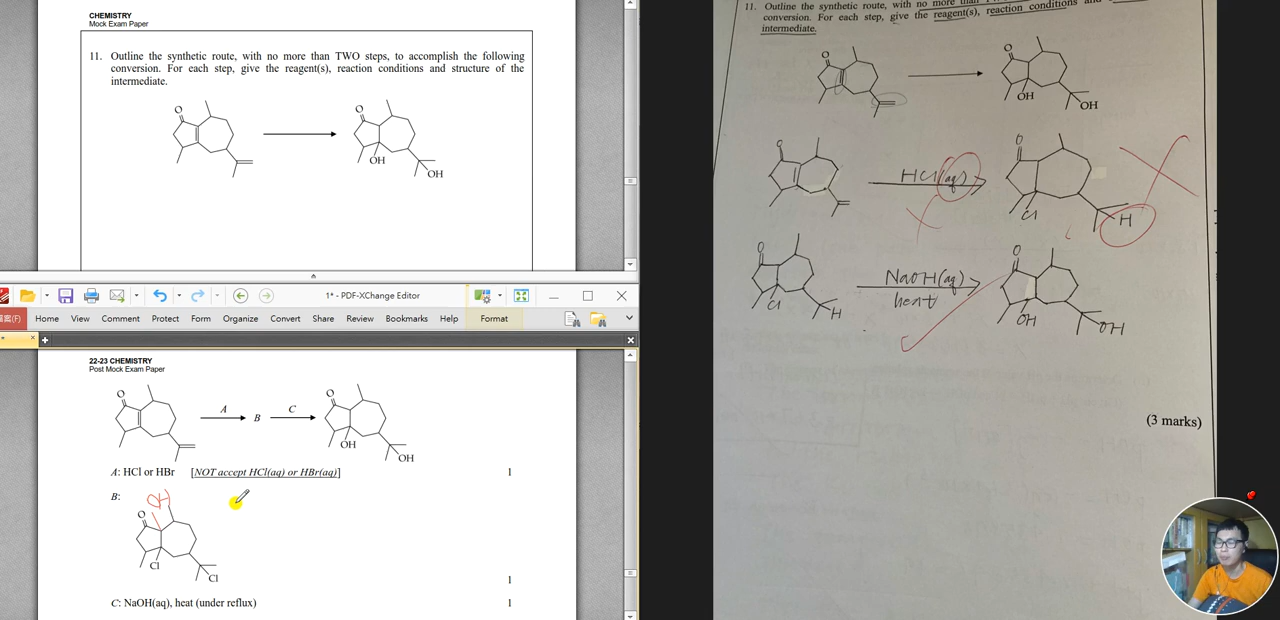 CHEMISTRY
Mock Exam Paper
11. Outline the synthetic route, with no more than TWO steps, to accomplish the following
conversion. For each step, give the reagent(s), reaction conditions and structure of the
intermediate.
O
O
OH
OH
1* - PDF-XChange Editor
案(F)
Home View Comment Protect Form Organize Convert Share Review Bookmarks Help Format
22-23 CHEMISTRY
Post Mock Exam Paper
O
A
B
C
O
OH
OH
A: HCl or HBr [NOT accept HCl(aq) or HBr(aq)]
1
B:
(H)
O
Cl
Cl
1
C: NaOH(aq), heat (under reflux)
1
11. Outline the synthetic route, with no more than
conversion. For each step, give the reagent(s), reaction conditions
intermediate.
O
O
OH
OH
O
HCl(aq)
O
Cl
H
O
Cl
H
NaOH(aq)
heat
O
OH
OH
(3 marks)